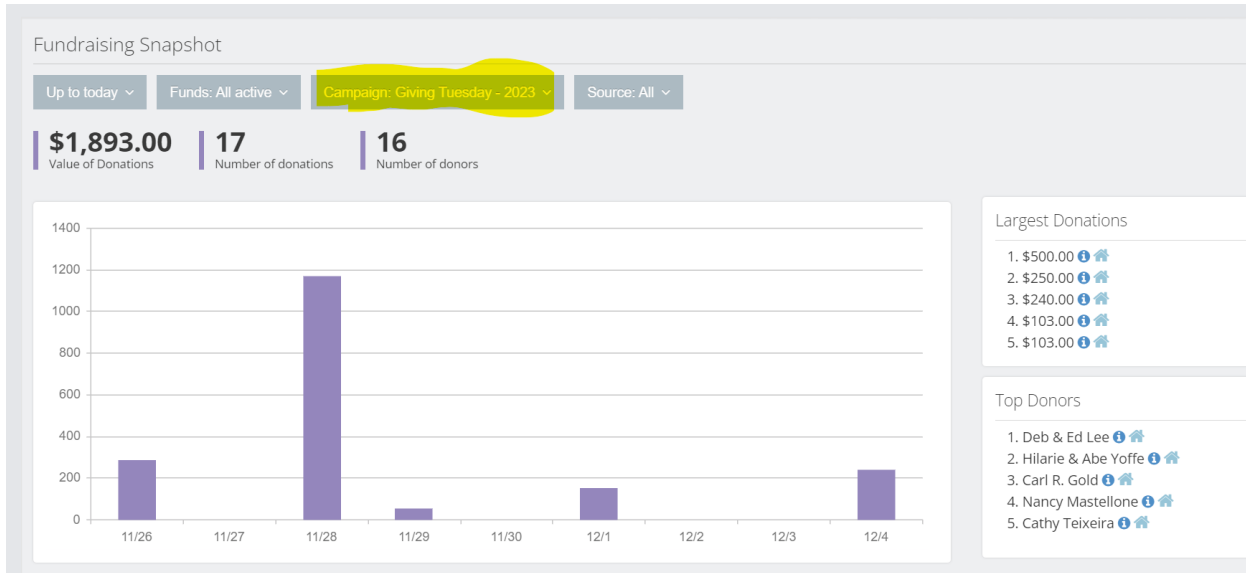 Fundraising Snapshot
Up to today Funds: All active Campaign: Giving Tuesday - 2023 Source: All
$1,893.00 17 16
Value of Donations Number of donations Number of donors
1400
1200
1000
800
600
400
200
0
11/26 11/27 11/28 11/29 11/30 12/1 12/2 12/3 12/4
Largest Donations
1. $500.00
2. $250.00
3. $240.00
4. $103.00
5. $103.00
Top Donors
1. Deb & Ed Lee
2. Hilarie & Abe Yoffe
3. Carl R. Gold
4. Nancy Mastellone
5. Cathy Teixeira